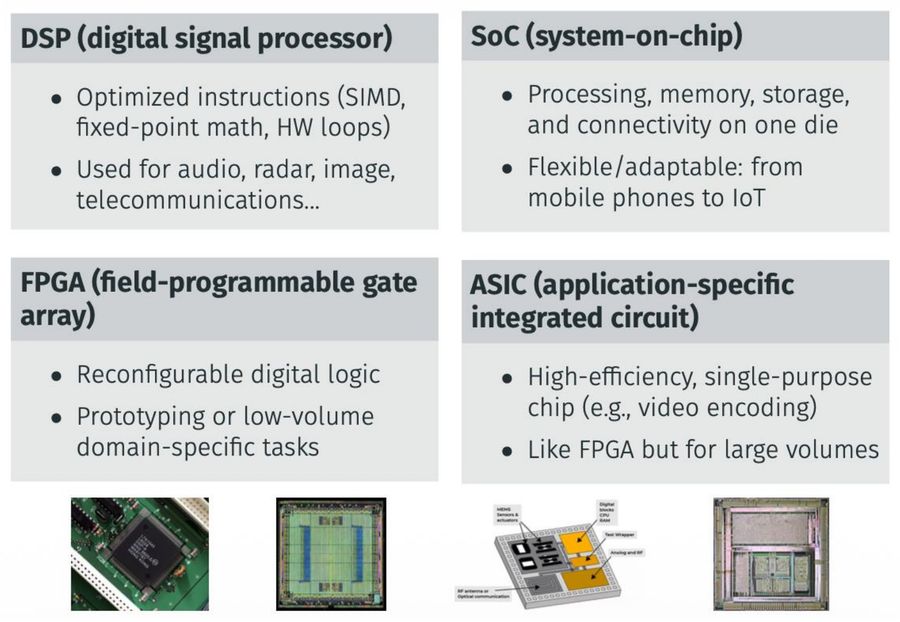 DSP (digital signal processor)
● Optimized instructions (SIMD,
fixed-point math, HW loops)
● Used for audio, radar, image,
telecommunications...
SoC (system-on-chip)
● Processing, memory, storage,
and connectivity on one die
● Flexible/adaptable: from
mobile phones to IoT
FPGA (field-programmable gate
array)
● Reconfigurable digital logic
● Prototyping or low-volume
domain-specific tasks
ASIC (application-specific
integrated circuit)
● High-efficiency, single-purpose
chip (e.g., video encoding)
● Like FPGA but for large volumes
MEMS
Sensors &
actuators
Digital
blocks
CPU
RAM
Test Wrapper
Analog and RF
RF antenna or
Optical communication